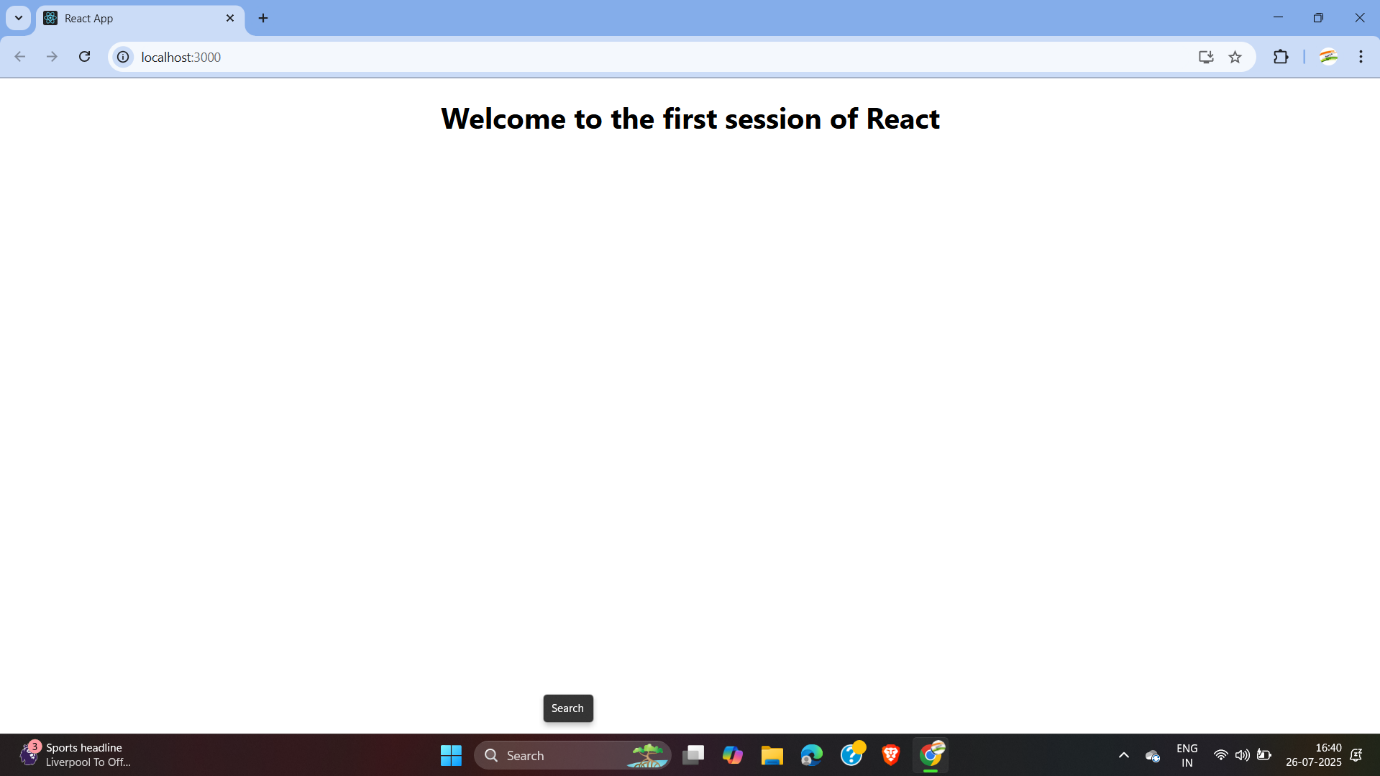 React App
localhost:3000
Welcome to the first session of React
Search
3
Sports headline
Liverpool To Off...
Search
ENG
IN
16:40
26-07-2025